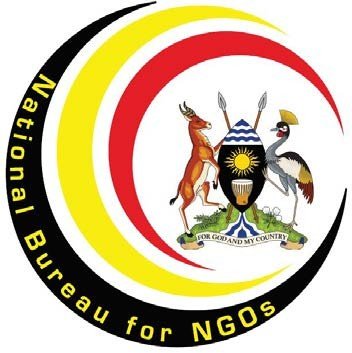 National Bureau for NGOs
FOR GOD AND MY COUNTRY